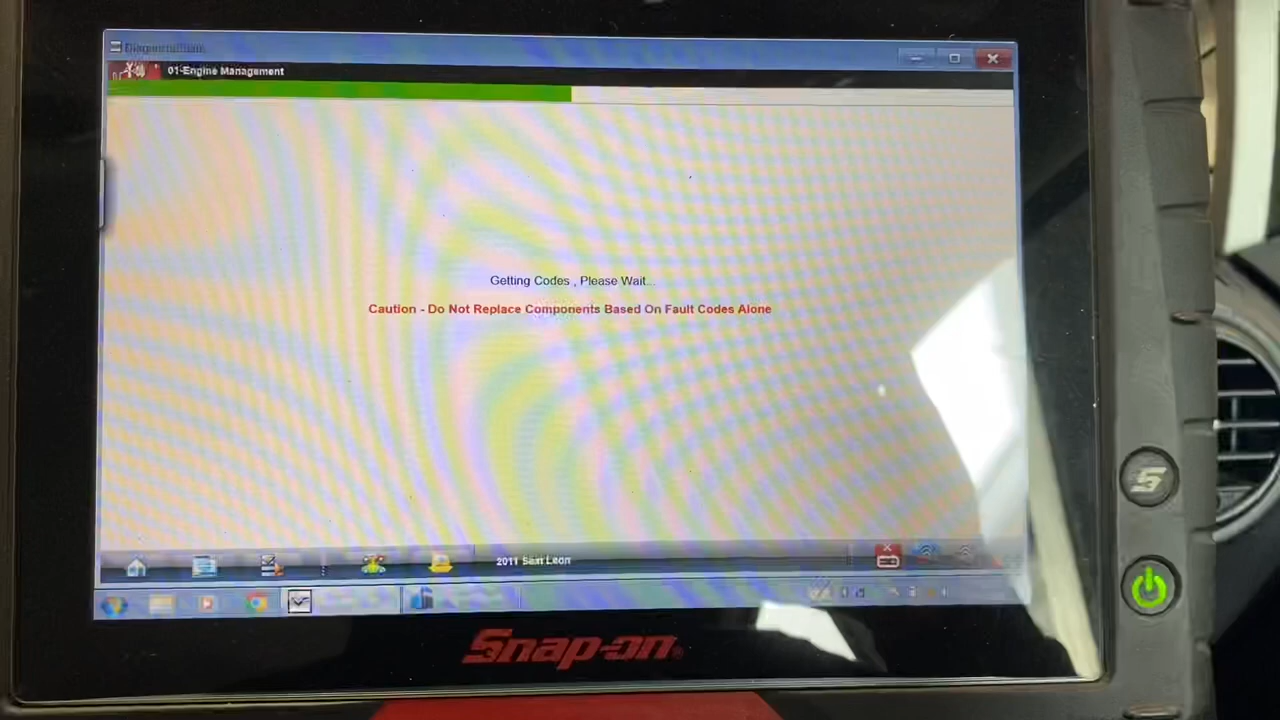 01-Engine Management
Getting Codes , Please Wait...
Caution - Do Not Replace Components Based On Fault Codes Alone
2011 Seat Leon
Snap-on
S